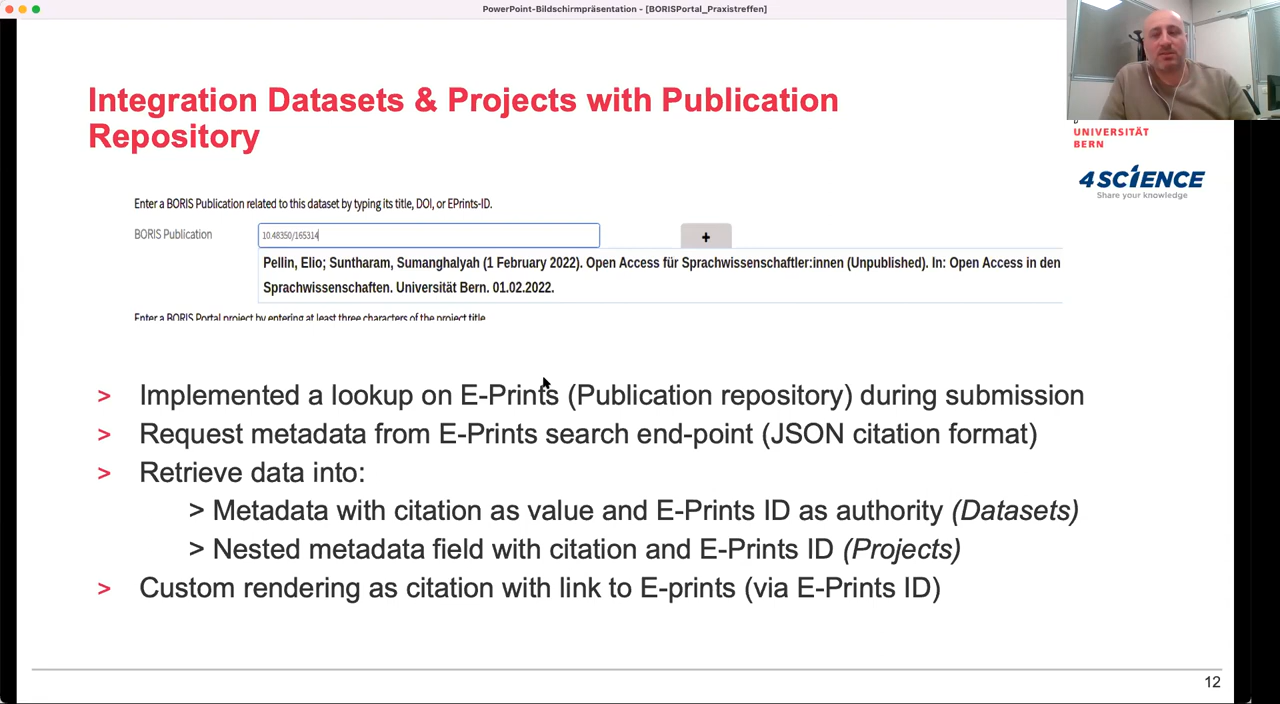 PowerPoint-Bildschirmpräsentation - [BORISPortal_Praxistreffen]
Integration Datasets & Projects with Publication
Repository
UNIVERSITÄT
BERN
4SCIENCE
Share your knowledge
Enter a BORIS Publication related to this dataset by typing its title, DOI, or EPrints-ID.
BORIS Publication
10.48350/165314
+
Pellin, Elio; Suntharam, Sumanghalyah (1 February 2022). Open Access für Sprachwissenschaftler:innen (Unpublished). In: Open Access in den
Sprachwissenschaften. Universität Bern. 01.02.2022.
Enter a BORIS Portal project by entering at least three characters of the project title
> Implemented a lookup on E-Prints (Publication repository) during submission
> Request metadata from E-Prints search end-point (JSON citation format)
> Retrieve data into:
> Metadata with citation as value and E-Prints ID as authority (Datasets)
> Nested metadata field with citation and E-Prints ID (Projects)
> Custom rendering as citation with link to E-prints (via E-Prints ID)
12